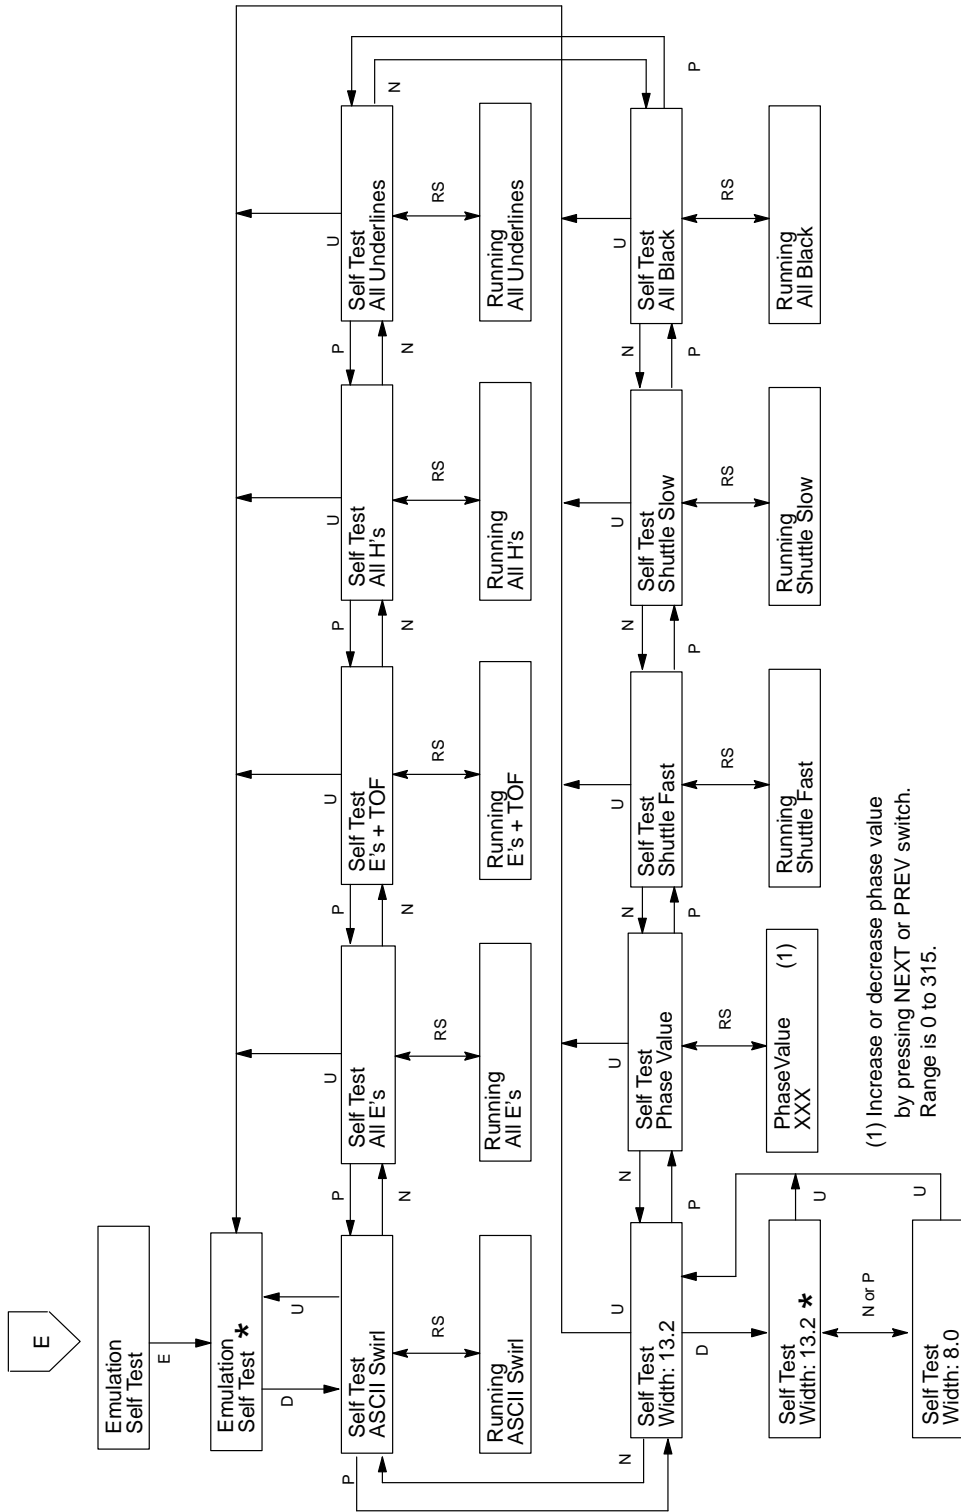 E
Emulation
Self Test
E
Emulation
Self Test *
D
U
Self Test
ASCII Swirl
P
N
Self Test
All E's
U
P
N
Self Test
E's + TOF
U
P
N
Self Test
All H's
U
P
N
Self Test
All Underlines
U
N
P
RS
RS
RS
RS
RS
Running
ASCII Swirl
Running
All E's
Running
E's + TOF
Running
All H's
Running
All Underlines
P
N
Self Test
Width: 13.2
U
D
N
P
Self Test
Phase Value
U
N
P
Self Test
Shuttle Fast
U
N
P
Self Test
Shuttle Slow
U
N
P
Self Test
All Black
U
RS
RS
RS
RS
Self Test
Width: 13.2 *
U
PhaseValue (1)
XXX
Running
Shuttle Fast
Running
Shuttle Slow
Running
All Black
N or P
U
Self Test
Width: 8.0
(1) Increase or decrease phase value
by pressing NEXT or PREV switch.
Range is 0 to 315.